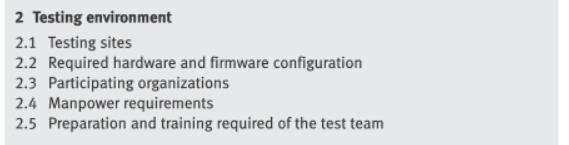 2 Testing environment
2.1 Testing sites
2.2 Required hardware and firmware configuration
2.3 Participating organizations
2.4 Manpower requirements
2.5 Preparation and training required of the test team